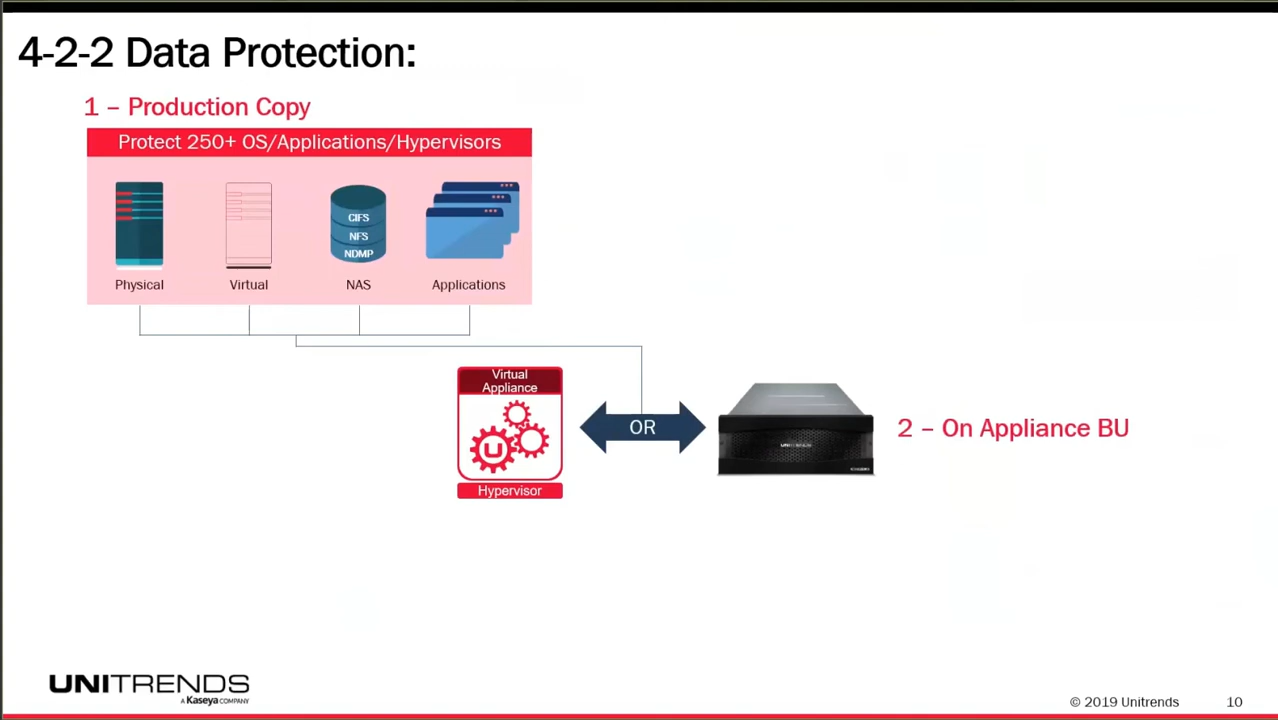 4-2-2 Data Protection:
1 – Production Copy
Protect 250+ OS/Applications/Hypervisors
CIFS
NFS
NDMP
Physical
Virtual
NAS
Applications
Virtual
Appliance
U
Hypervisor
OR
UNITRENDS
2 – On Appliance BU
UNITRENDS
A Kaseya COMPANY
© 2019 Unitrends
10